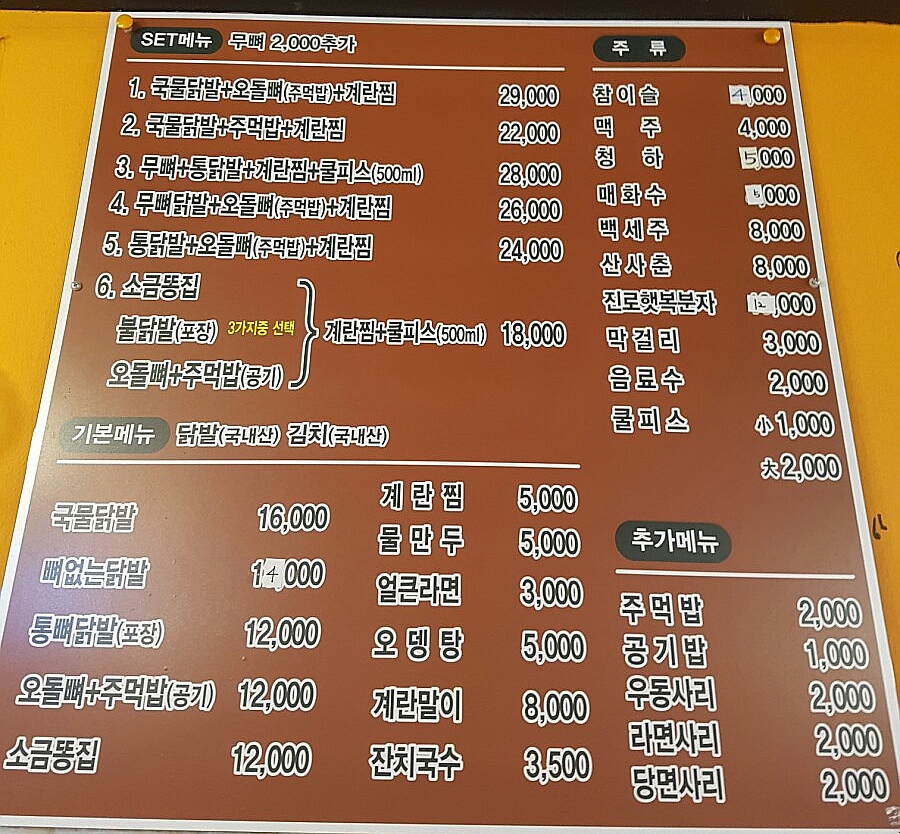 SET메뉴 무뼈 2,000추가
1. 국물닭발+오돌뼈(주먹밥)+계란찜 29,000
2. 국물닭발+주먹밥+계란찜 22,000
3. 무뼈+통닭발+계란찜+쿨피스(500ml) 28,000
4. 무뼈닭발+오돌뼈(주먹밥)+계란찜 26,000
5. 통닭발+오돌뼈(주먹밥)+계란찜 24,000
6. 소금똥집
불닭발(포장) 3가지중 선택 계란찜+쿨피스(500ml) 18,000
오돌뼈+주먹밥(공기)
기본메뉴 닭발(국내산) 김치(국내산)
국물닭발 16,000
뼈없는닭발 14,000
통뼈닭발(포장) 12,000
오돌뼈+주먹밥(공기) 12,000
소금똥집 12,000
계란찜 5,000
물만두 5,000
얼큰라면 3,000
오뎅탕 5,000
계란말이 8,000
잔치국수 3,500
주류
참이슬 4,000
맥주 4,000
청하 5,000
매화수 5,000
백세주 8,000
산사춘 8,000
진로햇복분자 12,000
막걸리 3,000
음료수 2,000
쿨피스 小 1,000
大 2,000
추가메뉴
주먹밥 2,000
공기밥 1,000
우동사리 2,000
라면사리 2,000
당면사리 2,000